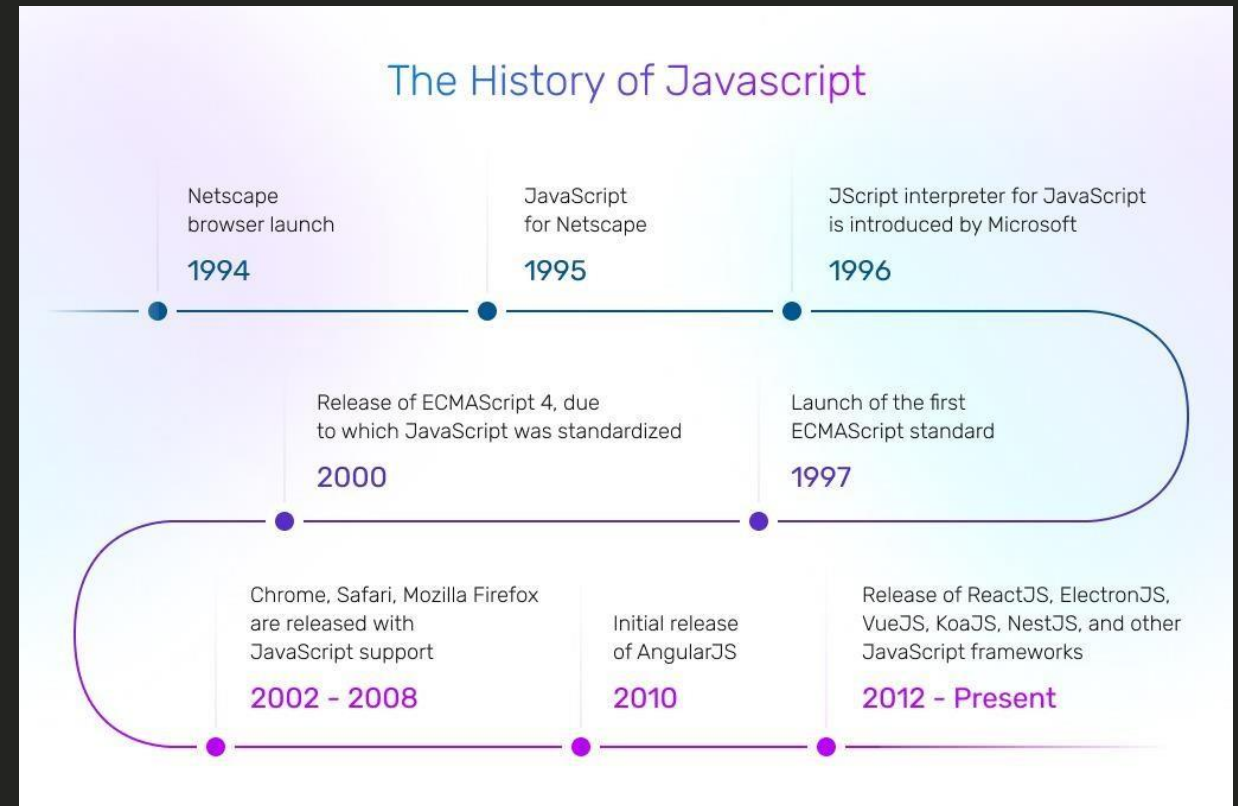 The History of Javascript
Netscape
browser launch
1994
JavaScript
for Netscape
1995
JScript interpreter for JavaScript
is introduced by Microsoft
1996
Launch of the first
ECMAScript standard
1997
Release of ECMAScript 4, due
to which JavaScript was standardized
2000
Chrome, Safari, Mozilla Firefox
are released with
JavaScript support
2002 - 2008
Initial release
of AngularJS
2010
Release of ReactJS, ElectronJS,
VueJS, KoaJS, NestJS, and other
JavaScript frameworks
2012 - Present